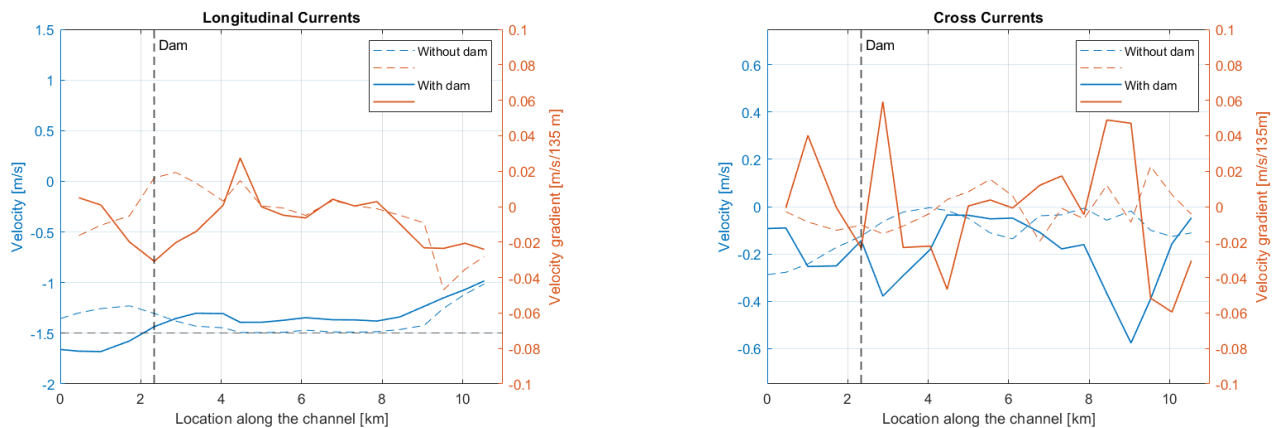 Longitudinal Currents
1.5
1
0.5
0
-0.5
-1
-1.5
-2
Velocity [m/s]
Dam
Without dam
With dam
0.1
0.08
0.06
0.04
0.02
0
-0.02
-0.04
-0.06
-0.08
-0.1
Velocity gradient [m/s/135 m]
0 2 4 6 8 10
Location along the channel [km]
Cross Currents
0.6
0.4
0.2
0
-0.2
-0.4
-0.6
Velocity [m/s]
Dam
Without dam
With dam
0.1
0.08
0.06
0.04
0.02
0
-0.02
-0.04
-0.06
-0.08
-0.1
Velocity gradient [m/s/135m]
0 2 4 6 8 10
Location along the channel [km]